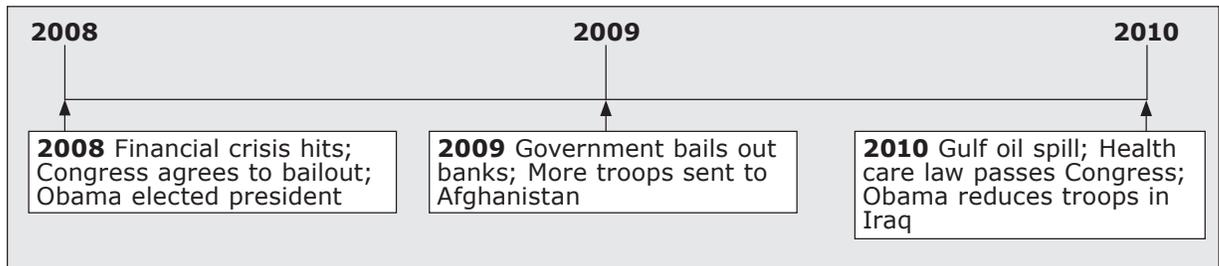 2008
2009
2010
2008 Financial crisis hits;
Congress agrees to bailout;
Obama elected president
2009 Government bails out
banks; More troops sent to
Afghanistan
2010 Gulf oil spill; Health
care law passes Congress;
Obama reduces troops in
Iraq